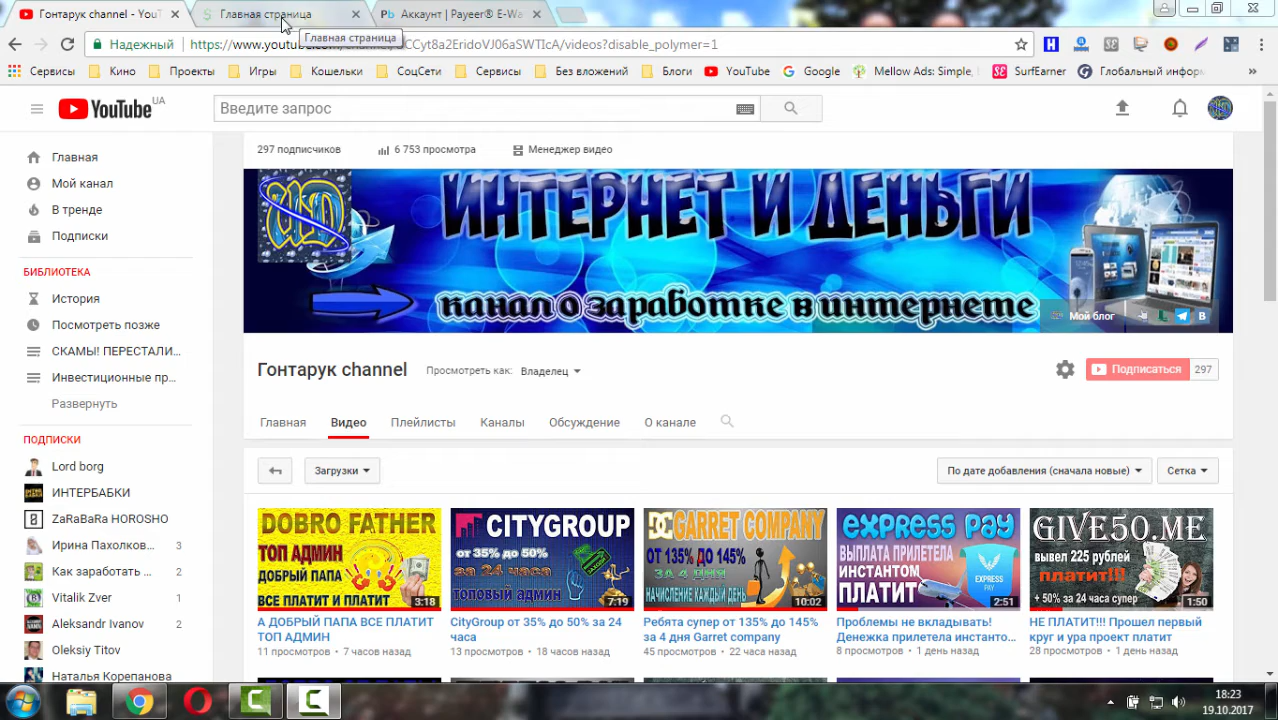 Гонтарук channel - YouT
Главная страница
Аккаунт | Payeer® E-Wa
Надежный
https://www.youtube.com
CCyt8-2EridoVJ06aSWTIcA/videos?disable_polymer=1
Главная страница
Сервисы
Кино
Проекты
Игры
Кошельки
СоцСети
Сервисы
Без вложений
Блоги
YouTube
Google
Mellow Ads: Simple,
SurfEarner
Глобальный инфор
»
YouTube UA
Введите запрос
297 подписчиков
6 753 просмотра
Менеджер видео
ИНТЕРНЕТ И ДЕНЬГИ
канал о заработке в интернете
Мой блог
Главная
Мой канал
В тренде
Подписки
БИБЛИОТЕКА
История
Посмотреть позже
СКАМЫ! ПЕРЕСТАЛИ...
Инвестиционные пр...
Развернуть
ПОДПИСКИ
Lord borg
ИНТЕРБАБКИ
ZaRaBaRa HOROSHO
Ирина Пахолков... 3
Как заработать ... 2
Vitalik Zver 1
Aleksandr Ivanov 2
Oleksiy Titov
Наталья Корепанова
Гонтарук channel
Просмотреть как: Владелец
Подписаться 297
Главная
Видео
Плейлисты
Каналы
Обсуждение
О канале
Загрузки
По дате добавления (сначала новые)
Сетка
DOBRO FATHER
ТОП АДМИН
ДОБРЫЙ ПАПА
ВСЕ ПЛАТИТ И ПЛАТИТ
3:18
А ДОБРЫЙ ПАПА ВСЕ ПЛАТИТ
ТОП АДМИН
11 просмотров • 7 часов назад
CITYGROUP
от 35% до 50%
за 24 часа
топовый админ
7:19
CityGroup от 35% до 50% за 24
часа
13 просмотров • 18 часов назад
GARRET COMPANY
ОТ 135% ДО 145%
ЗА 4 ДНЯ
НАЧИСЛЕНИЕ КАЖДЫЙ ДЕНЬ
10:02
Ребята супер от 135% до 145%
за 4 дня Garret company
45 просмотров • 22 часа назад
EXPRESS PAY
ВЫПЛАТА ПРИЛЕТЕЛА
ИНСТАНТОМ
ПЛАТИТ
EXPRESS
PAY
2:51
Проблемы не вкладывать!
Денежка прилетела инстанто...
8 просмотров • 1 день назад
GIVE50.ME
вывел 225 рублей
платит!!!
+ 50% за 24 часа супер
1:50
НЕ ПЛАТИТ!!! Прошел первый
круг и ура проект платит
28 просмотров • 1 день назад
18:23
19.10.2017